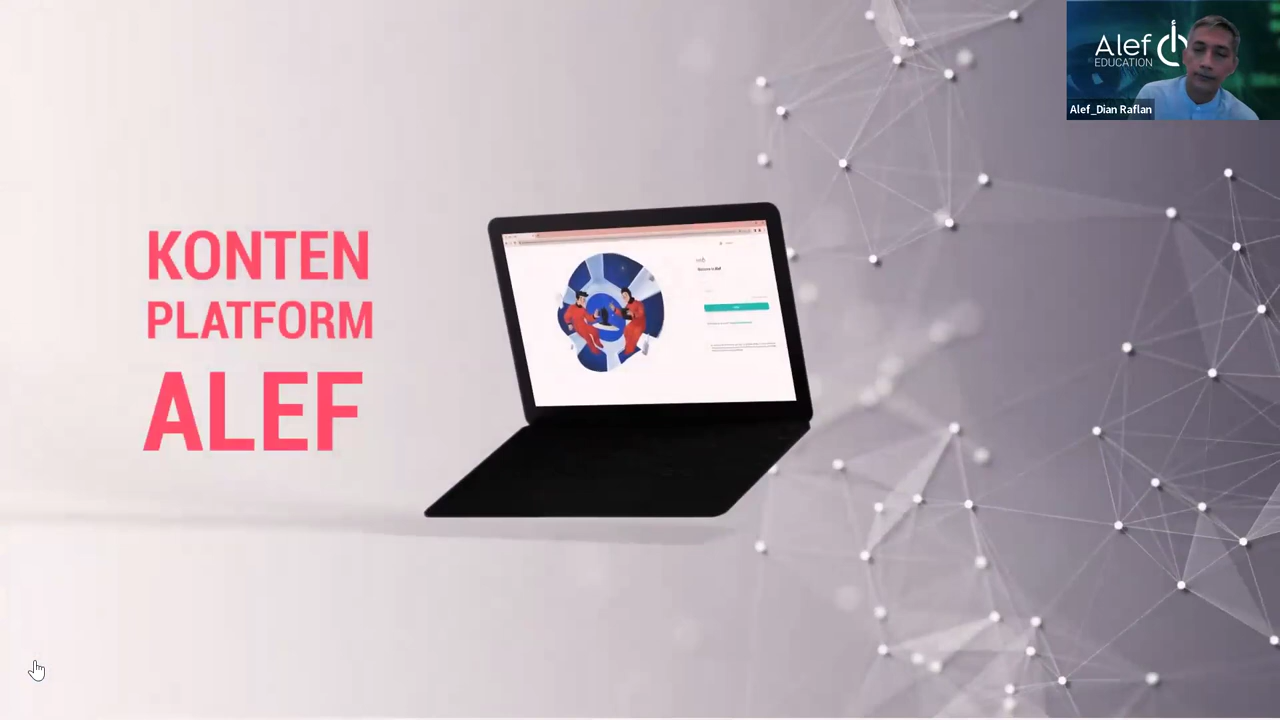 KONTEN
PLATFORM
ALEF
Alef
EDUCATION
Alef_Dian Raflan